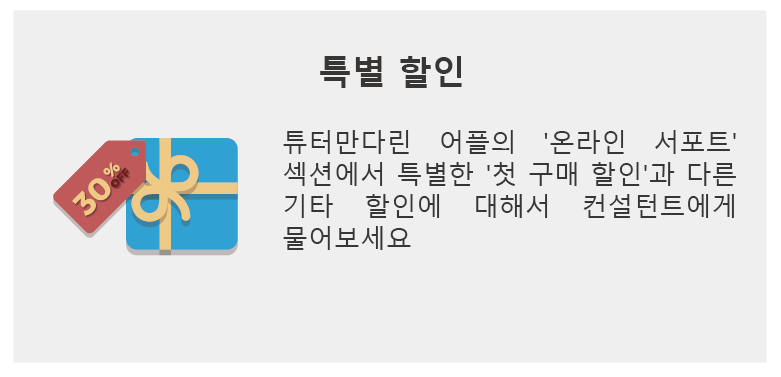 특별 할인
튜터만다린 어플의 '온라인 서포트'
섹션에서 특별한 '첫 구매 할인'과 다른
기타 할인에 대해서 컨설턴트에게
물어보세요
30% OFF